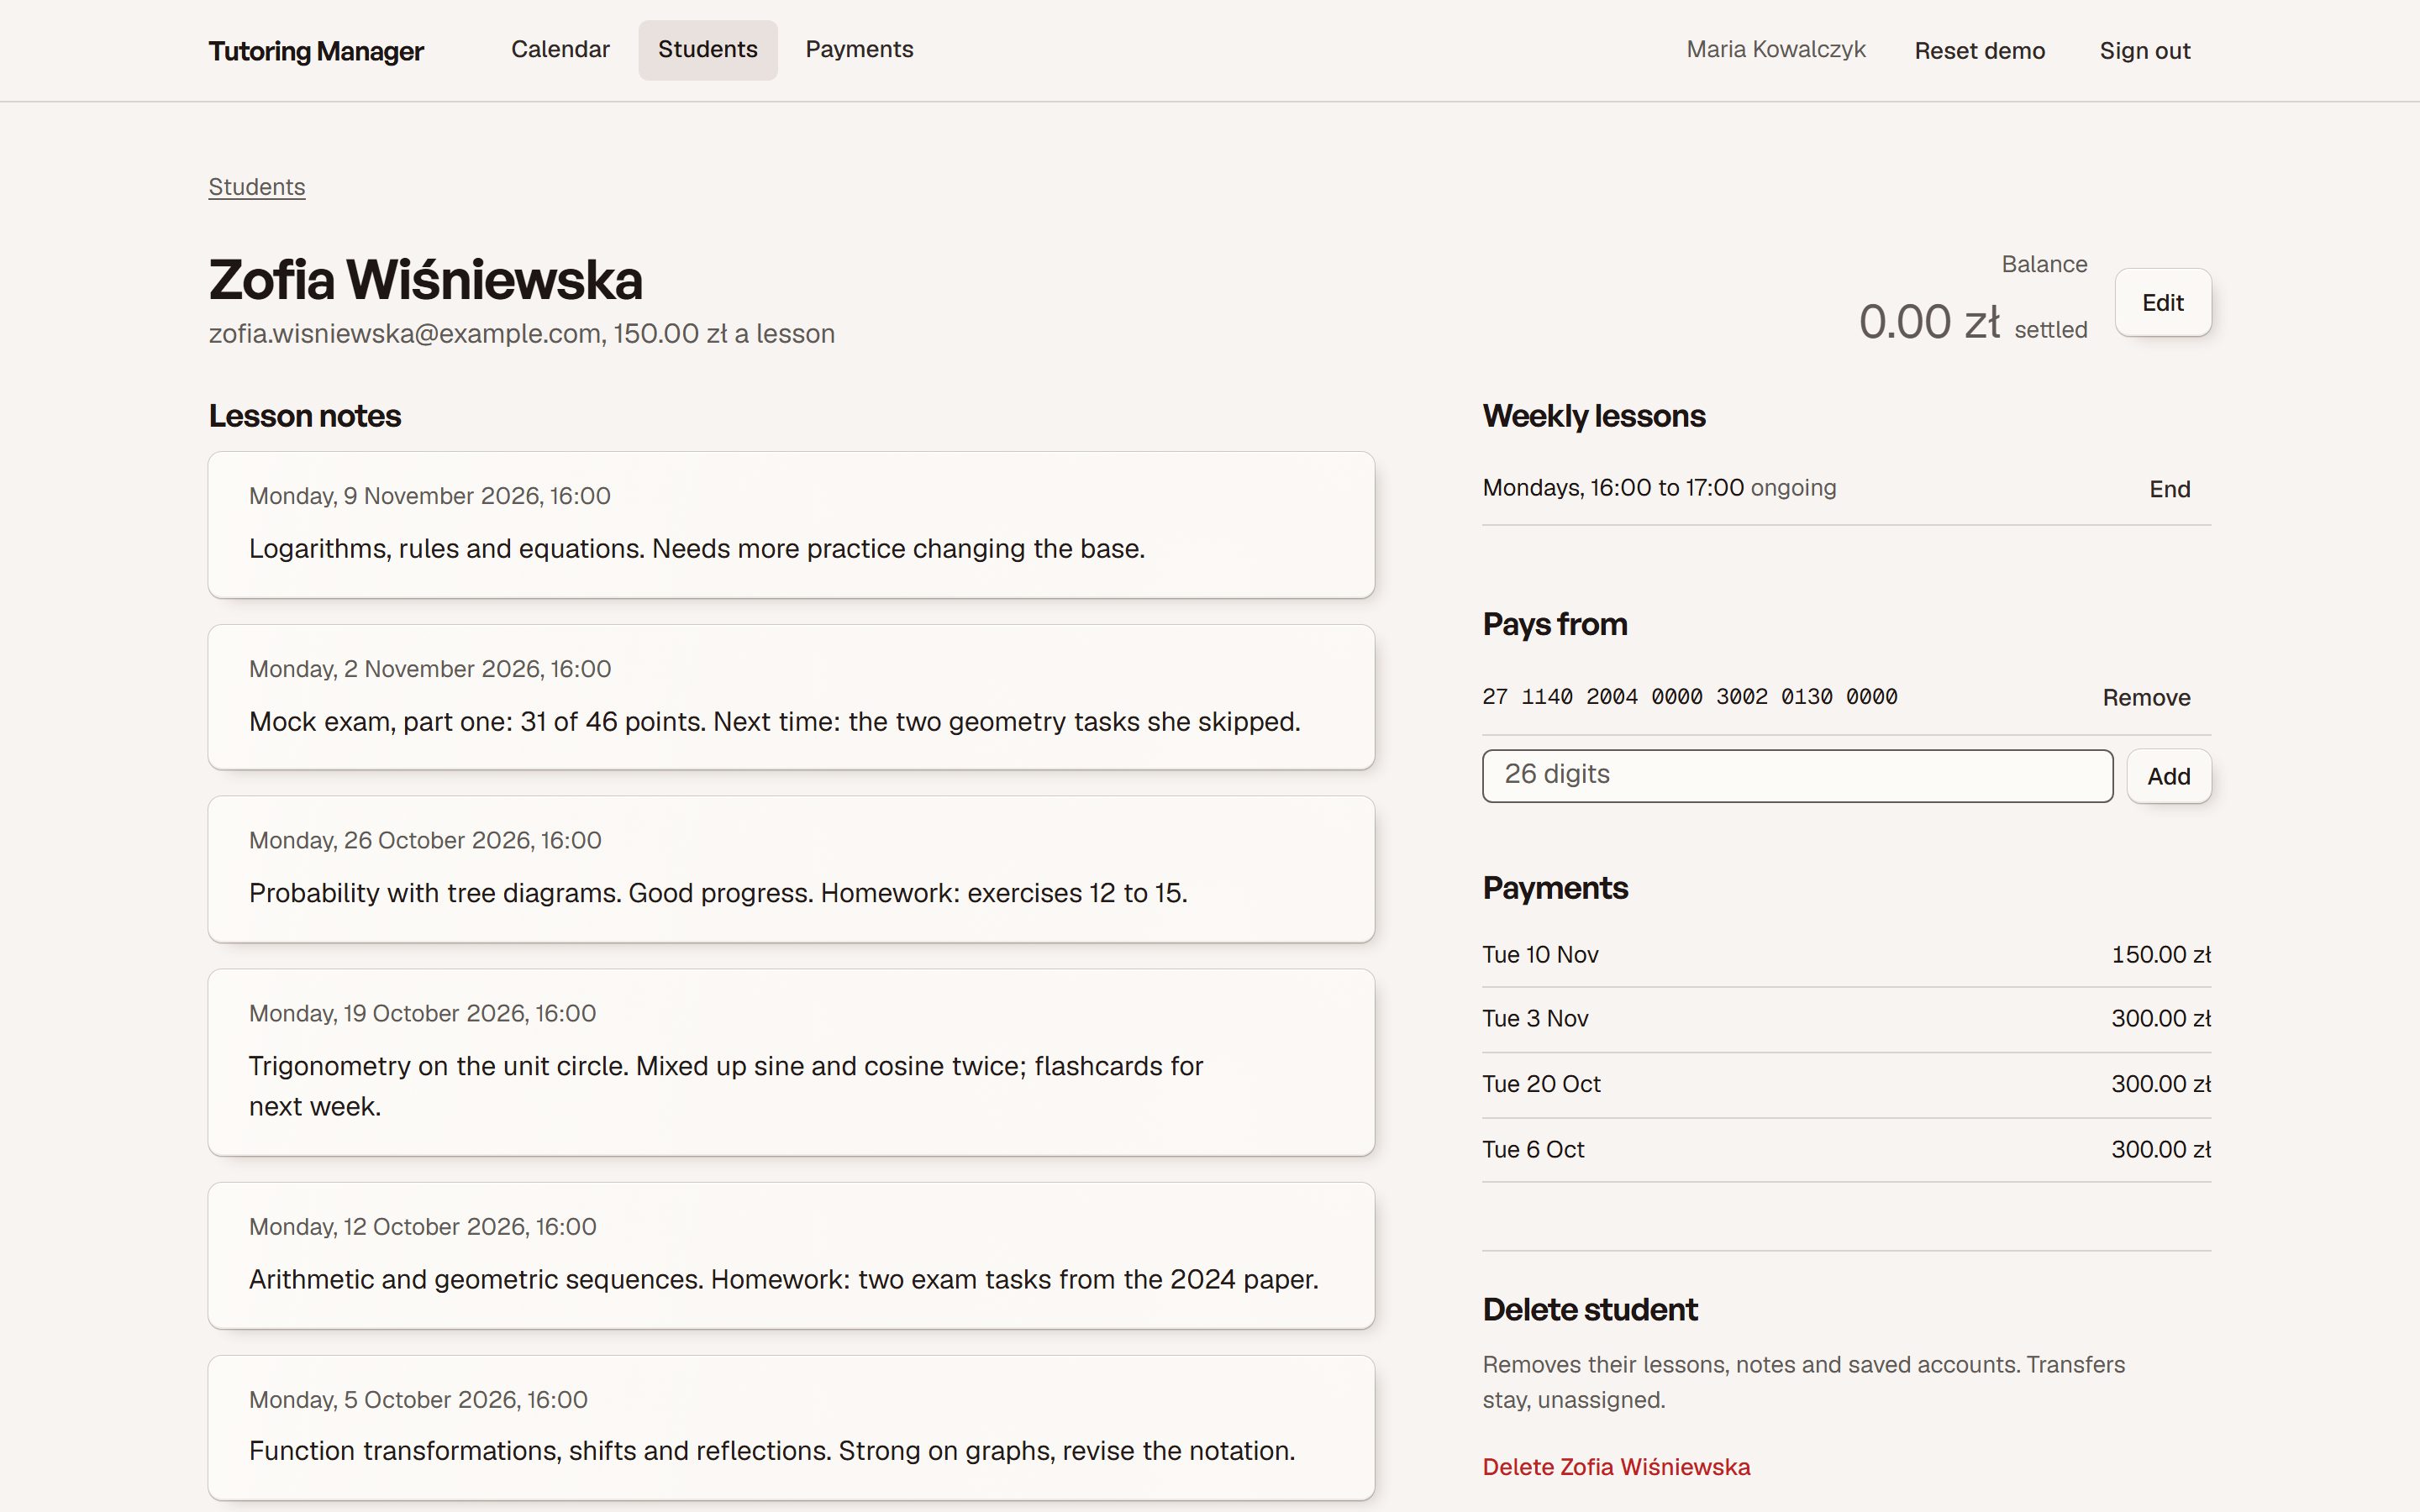 Tutoring Manager
Calendar
Students
Payments
Maria Kowalczyk
Reset demo
Sign out
Students
Zofia Wiśniewska
zofia.wisniewska@example.com, 150.00 zł a lesson
Balance
0.00 zł settled
Edit
Lesson notes
Monday, 9 November 2026, 16:00
Logarithms, rules and equations. Needs more practice changing the base.
Monday, 2 November 2026, 16:00
Mock exam, part one: 31 of 46 points. Next time: the two geometry tasks she skipped.
Monday, 26 October 2026, 16:00
Probability with tree diagrams. Good progress. Homework: exercises 12 to 15.
Monday, 19 October 2026, 16:00
Trigonometry on the unit circle. Mixed up sine and cosine twice; flashcards for
next week.
Monday, 12 October 2026, 16:00
Arithmetic and geometric sequences. Homework: two exam tasks from the 2024 paper.
Monday, 5 October 2026, 16:00
Function transformations, shifts and reflections. Strong on graphs, revise the notation.
Weekly lessons
Mondays, 16:00 to 17:00 ongoing
End
Pays from
27 1140 2004 0000 3002 0130 0000
Remove
26 digits
Add
Payments
Tue 10 Nov 150.00 zł
Tue 3 Nov 300.00 zł
Tue 20 Oct 300.00 zł
Tue 6 Oct 300.00 zł
Delete student
Removes their lessons, notes and saved accounts. Transfers
stay, unassigned.
Delete Zofia Wiśniewska